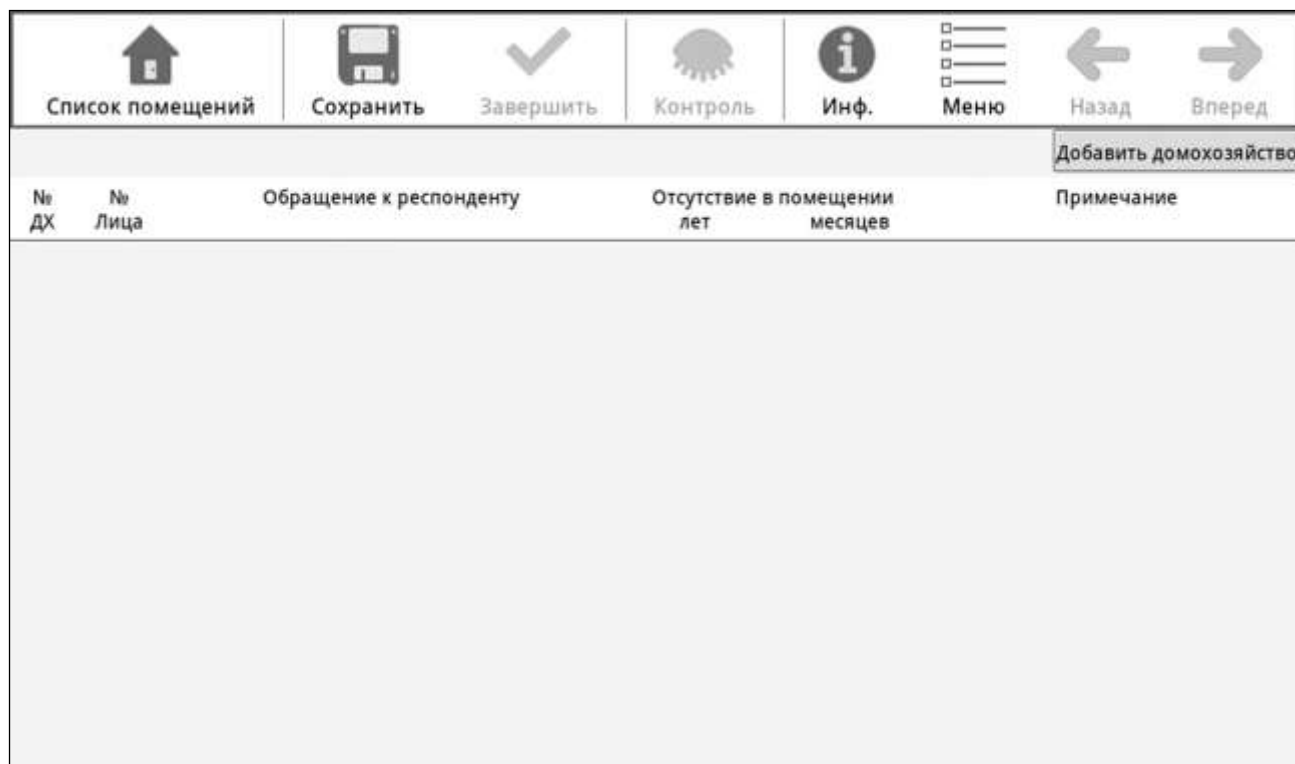 Список помещений Сохранить Завершить Контроль Инф. Меню Назад Вперед
Добавить домохозяйство
№ № Обращение к респонденту Отсутствие в помещении Примечание
ДХ Лица лет месяцев